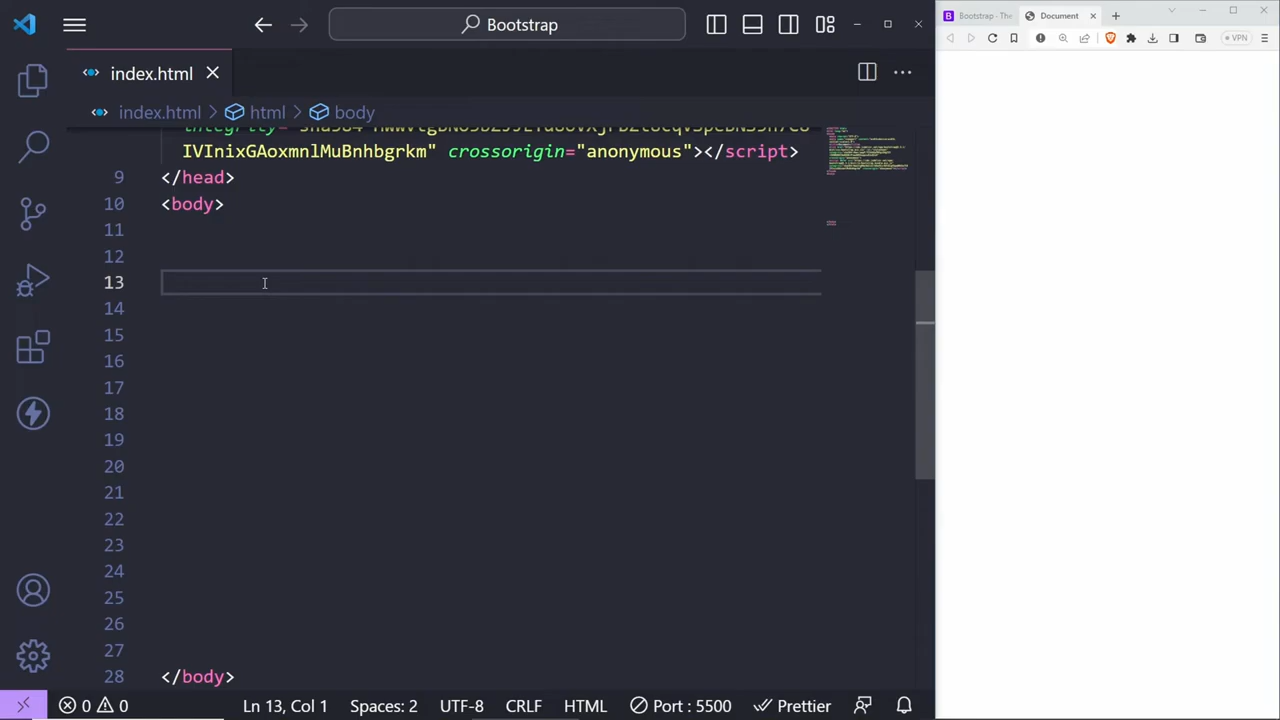 Bootstrap
Bootstrap - The
Document
VPN
index.html
index.html > html > body
IVInixGAoxmnlMuBnhbgrkm" crossorigin="anonymous"></script>
9 </head>
10 <body>
11
12
13
14
15
16
17
18
19
20
21
22
23
24
25
26
27
28 </body>
0 0 Ln 13, Col 1 Spaces: 2 UTF-8 CRLF HTML Port : 5500 Prettier